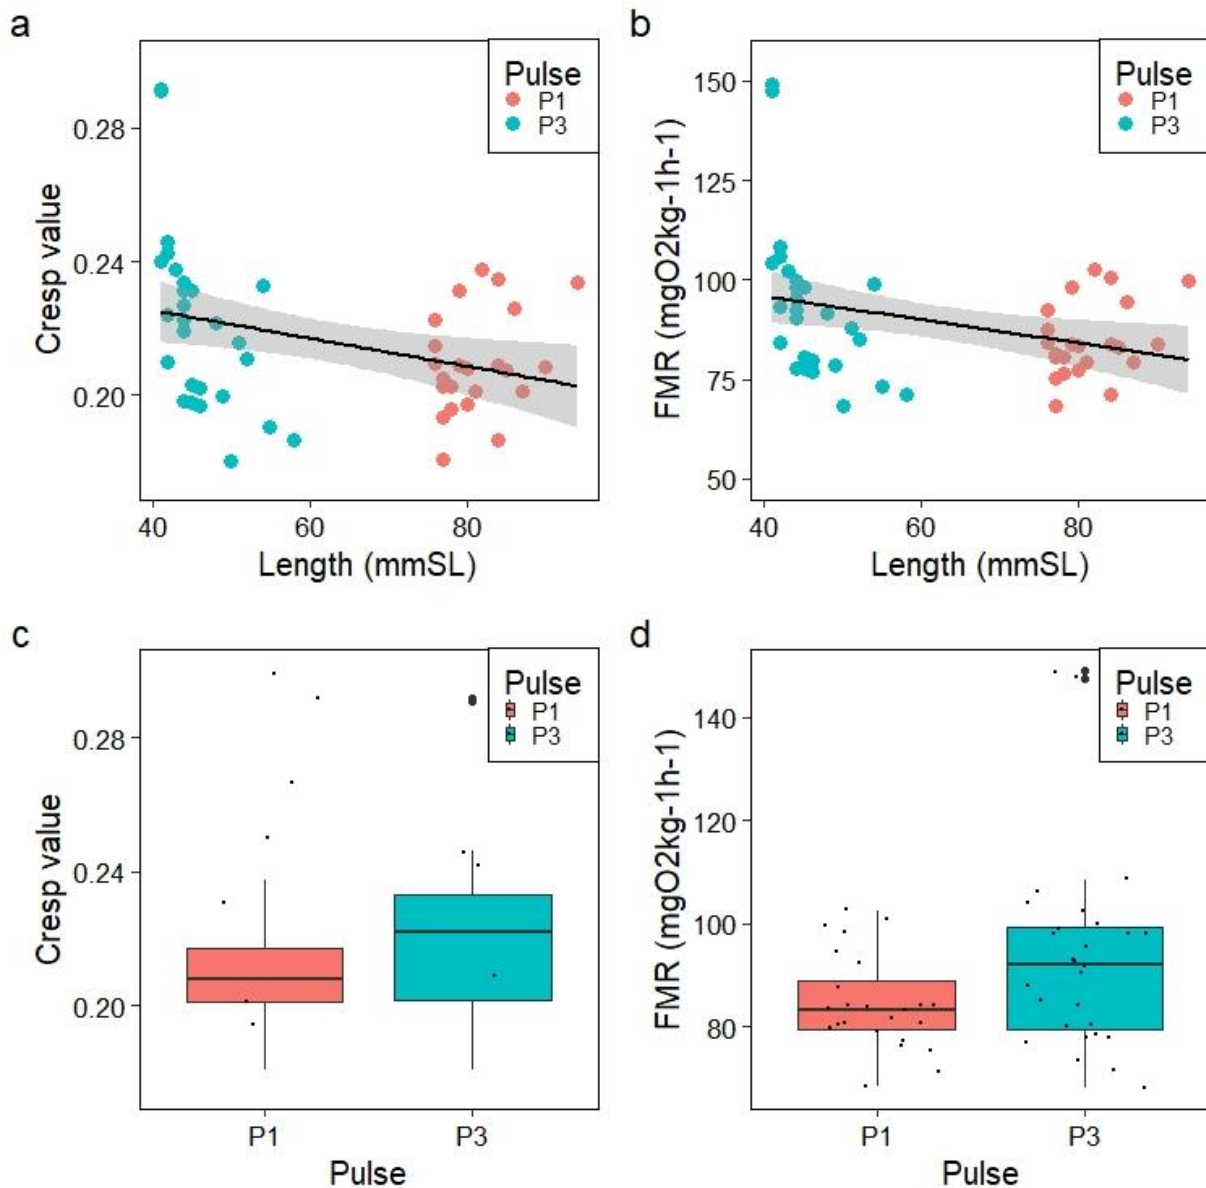 a
Cresp value
0.28
0.24
0.20
40
60
80
Length (mmSL)
Pulse
P1
P3
b
FMR (mgO2kg-1h-1)
150
125
100
75
50
40
60
80
Length (mmSL)
Pulse
P1
P3
c
Cresp value
0.28
0.24
0.20
P1
P3
Pulse
Pulse
P1
P3
d
FMR (mgO2kg-1h-1)
140
120
100
80
P1
P3
Pulse
Pulse
P1
P3